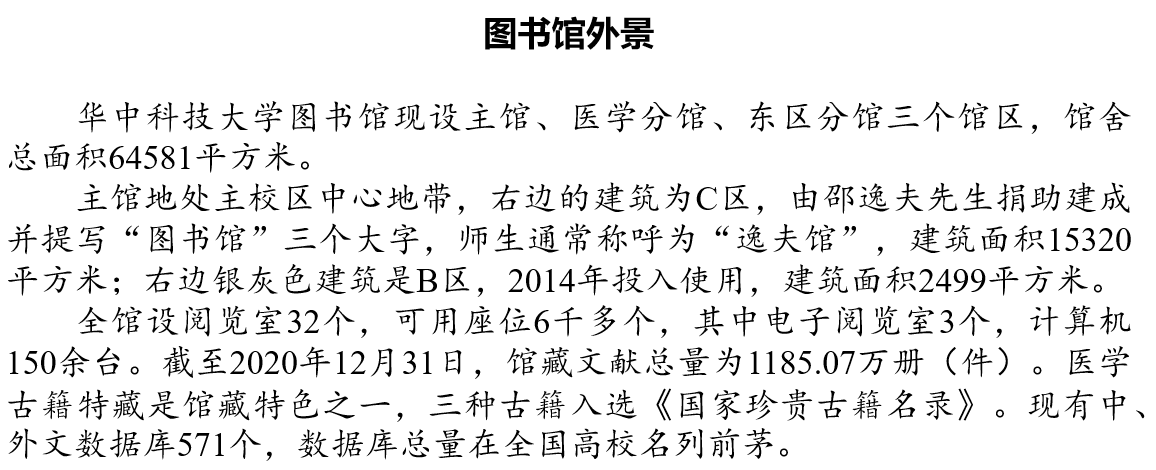 图书馆外景
华中科技大学图书馆现设主馆、医学分馆、东区分馆三个馆区，馆舍
总面积64581平方米。
主馆地处主校区中心地带，右边的建筑为C区，由邵逸夫先生捐助建成
并提写“图书馆”三个大字，师生通常称呼为“逸夫馆”，建筑面积15320
平方米；右边银灰色建筑是B区，2014年投入使用，建筑面积2499平方米。
全馆设阅览室32个，可用座位6千多个，其中电子阅览室3个，计算机
150余台。截至2020年12月31日，馆藏文献总量为1185.07万册（件）。医学
古籍特藏是馆藏特色之一，三种古籍入选《国家珍贵古籍名录》。现有中、
外文数据库571个，数据库总量在全国高校名列前茅。